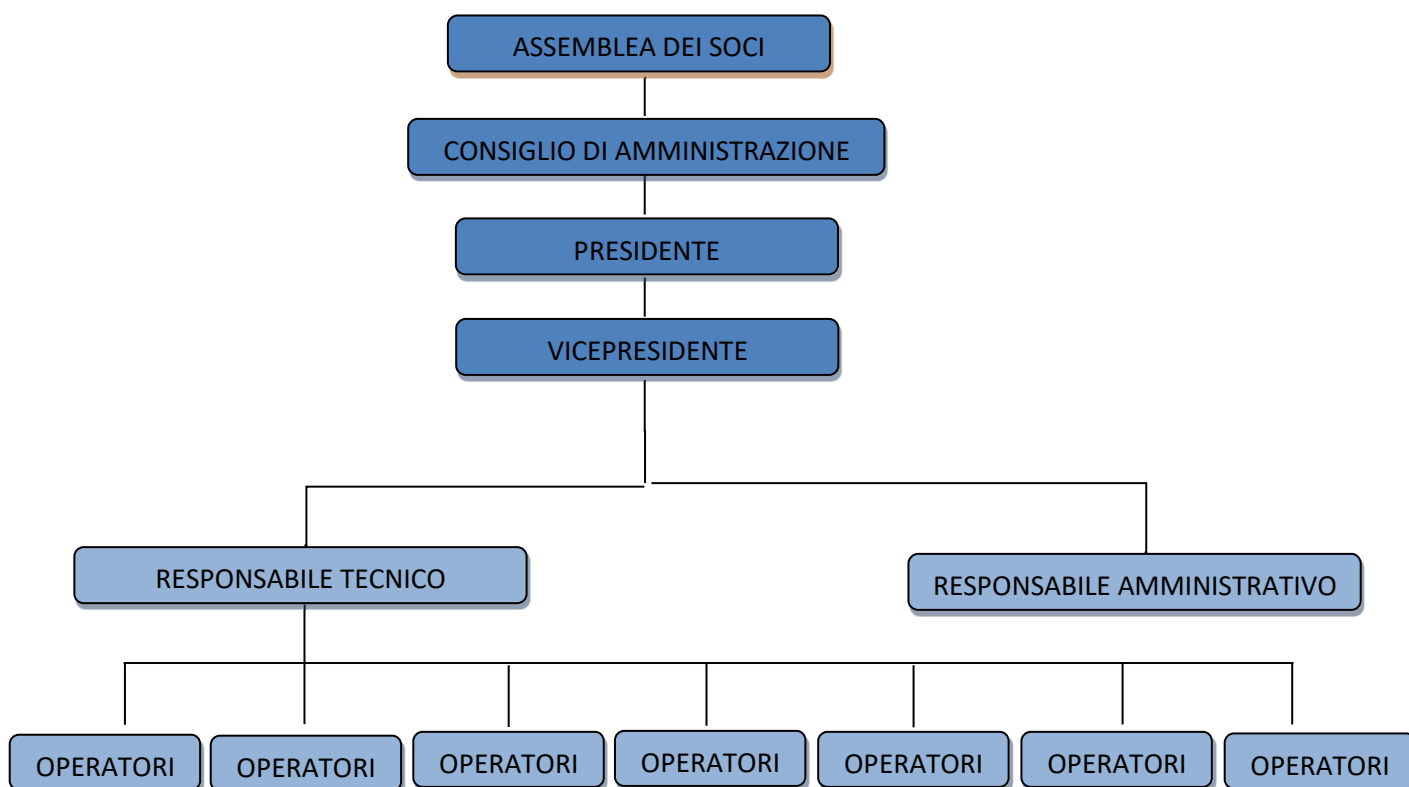 ASSEMBLEA DEI SOCI
CONSIGLIO DI AMMINISTRAZIONE
PRESIDENTE
VICEPRESIDENTE
RESPONSABILE TECNICO
RESPONSABILE AMMINISTRATIVO
OPERATORI
OPERATORI
OPERATORI
OPERATORI
OPERATORI
OPERATORI
OPERATORI